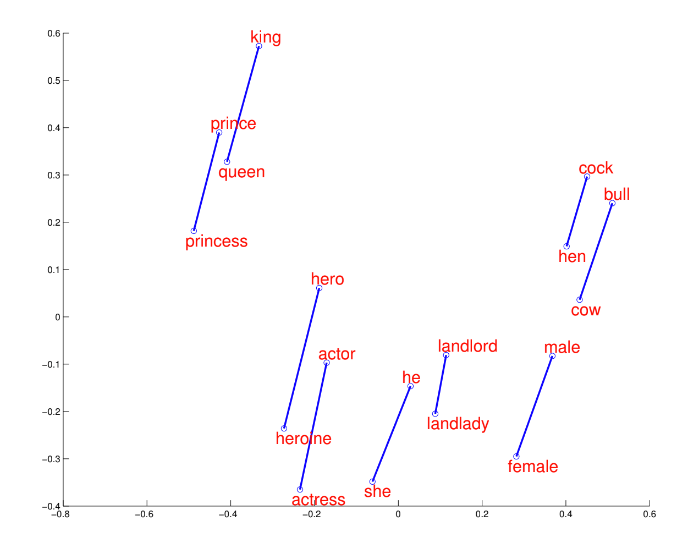 0.6
king
0.5
0.4
prince
0.3
queen
cock
bull
0.2
princess
hen
0.1
hero
cow
0
actor
landlord
male
-0.1
he
-0.2
heroine
landlady
-0.3
female
she
actress
-0.4
-0.8 -0.6 -0.4 -0.2 0 0.2 0.4 0.6